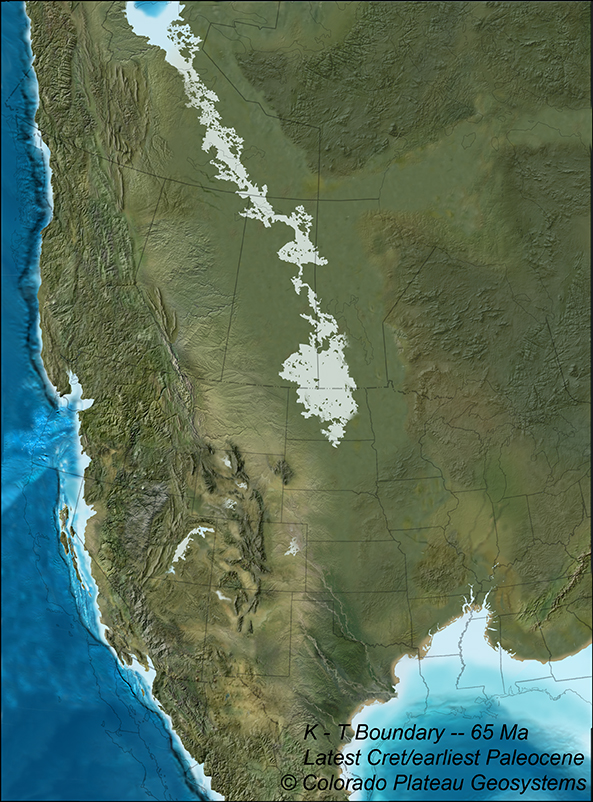 K - T Boundary -- 65 Ma
Latest Cret/earliest Paleocene
© Colorado Plateau Geosystems